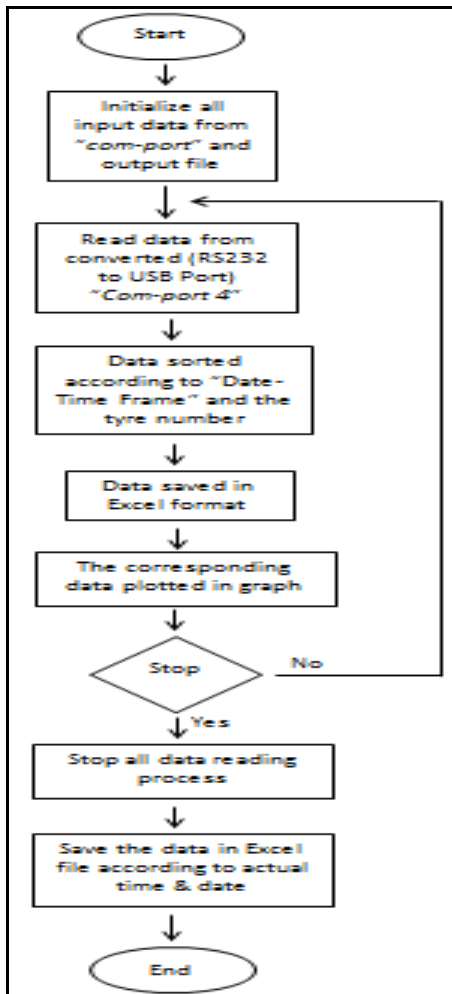 Start
Initialize all
input data from
"com-port" and
output file
Read data from
converted (RS232
to USB Port)
"Com-port 4"
Data sorted
according to "Date-
Time Frame" and the
tyre number
Data saved in
Excel format
The corresponding
data plotted in graph
Stop
No
Yes
Stop all data reading
process
Save the data in Excel
file according to actual
time & date
End